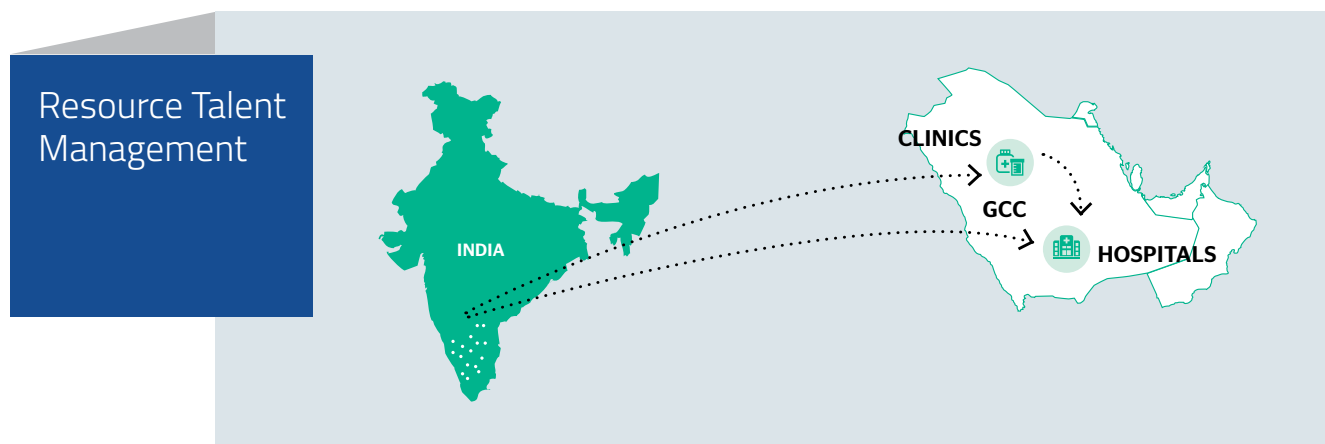 Resource Talent
Management
INDIA
CLINICS
GCC
HOSPITALS